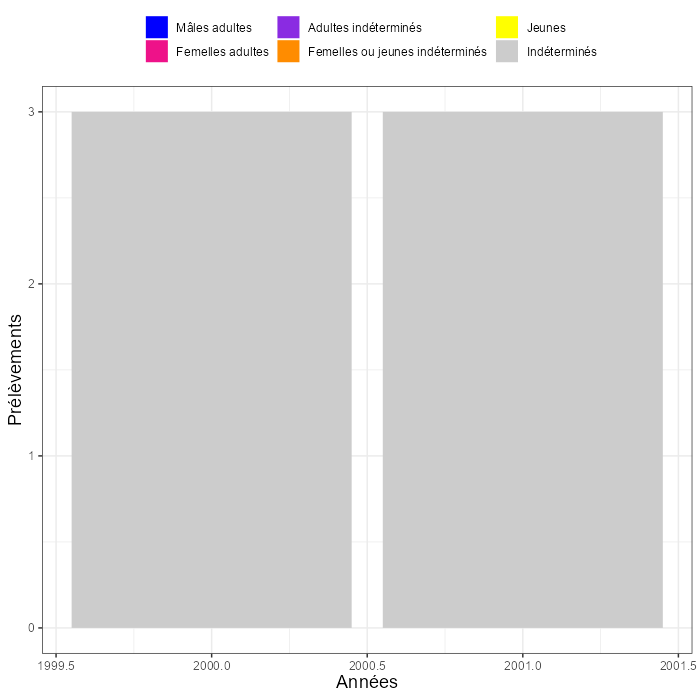 Mâles adultes
Adultes indéterminés
Jeunes
Femelles adultes
Femelles ou jeunes indéterminés
Indéterminés
3
2
1
0
Prélèvements
1999.5
2000.0
2000.5
2001.0
2001.5
Années